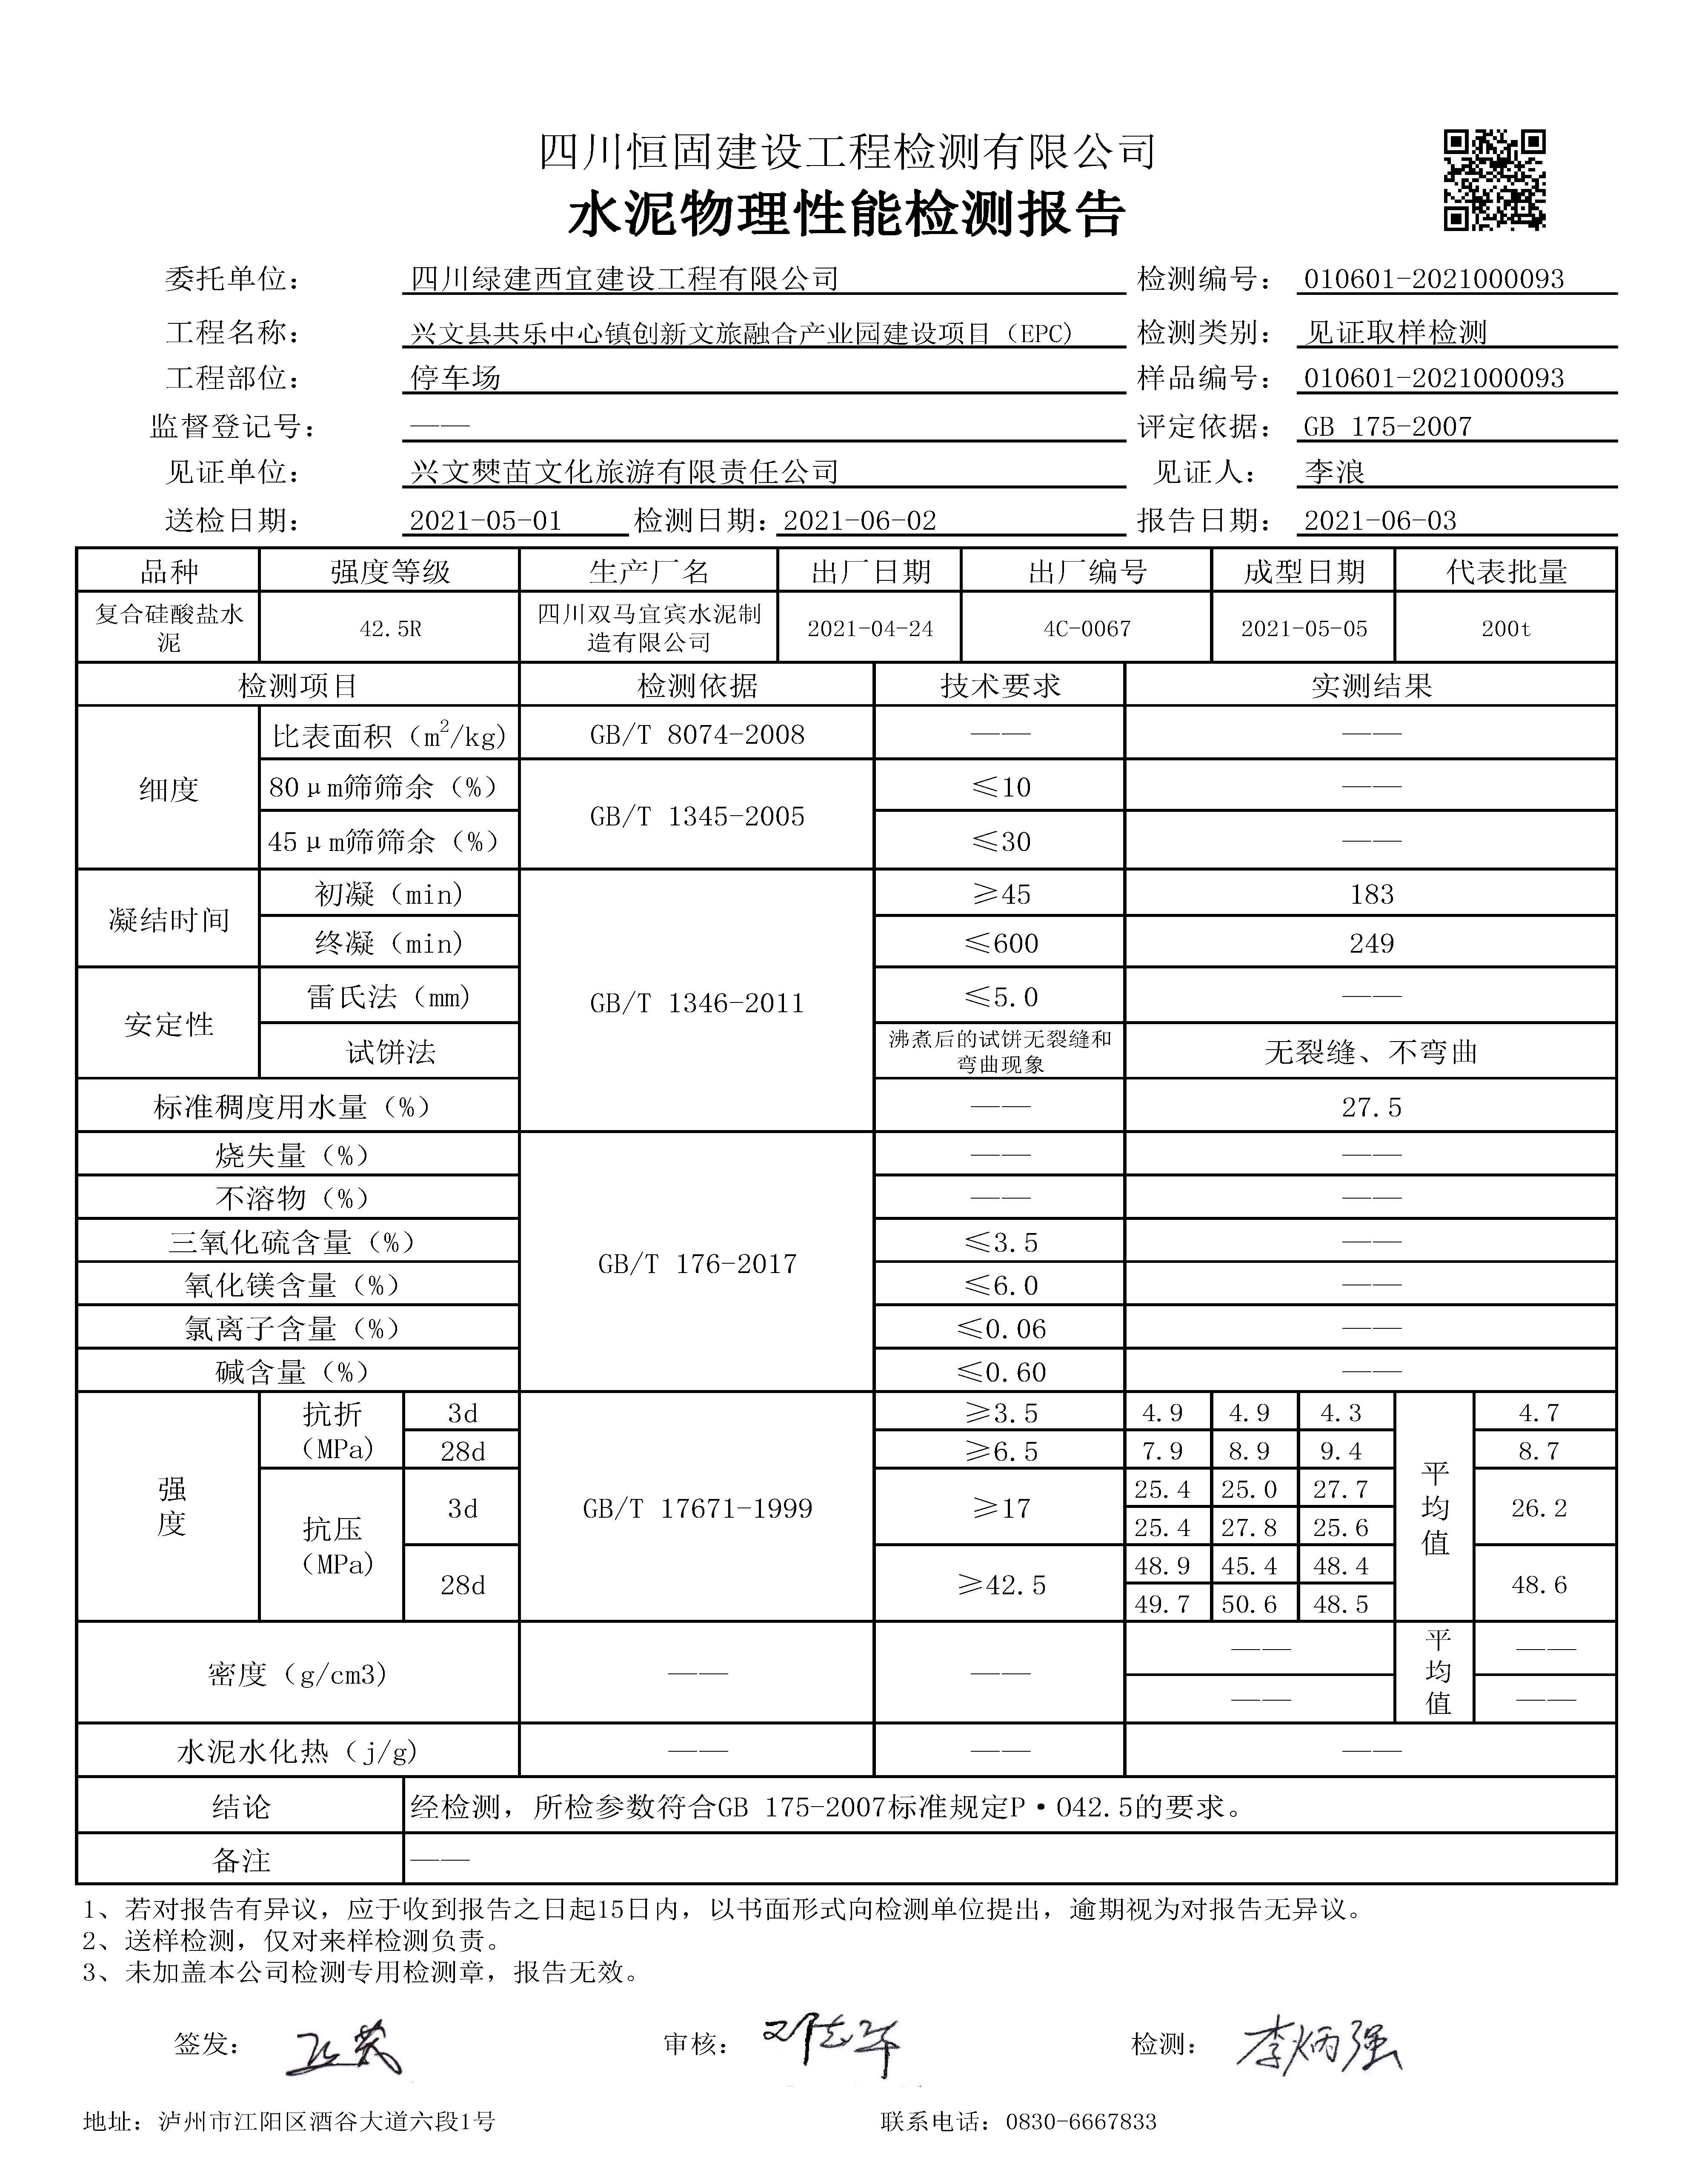 四川恒固建设工程检测有限公司
水泥物理性能检测报告
委托单位： 四川绿建西宜建设工程有限公司 检测编号： 010601-2021000093
工程名称： 兴文县共乐中心镇创新文旅融合产业园建设项目（EPC） 检测类别： 见证取样检测
工程部位： 停车场 样品编号： 010601-2021000093
监督登记号： —— 评定依据： GB 175-2007
见证单位： 兴文僰苗文化旅游有限责任公司 见证人： 李浪
送检日期： 2021-05-01 检测日期： 2021-06-02 报告日期： 2021-06-03
品种 强度等级 生产厂名 出厂日期 出厂编号 成型日期 代表批量
复合硅酸盐水泥 42.5R 四川双马宜宾水泥制造有限公司 2021-04-24 4C-0067 2021-05-05 200t
检测项目 检测依据 技术要求 实测结果
细度 比表面积（m²/kg） GB/T 8074-2008 —— ——
80μm筛筛余（%） GB/T 1345-2005 ≤10 ——
45μm筛筛余（%） ≤30 ——
凝结时间 初凝（min） GB/T 1346-2011 ≥45 183
终凝（min） ≤600 249
安定性 雷氏法（mm） ≤5.0 ——
试饼法 沸煮后的试饼无裂缝和弯曲现象 无裂缝、不弯曲
标准稠度用水量（%） —— 27.5
烧失量（%） GB/T 176-2017 —— ——
不溶物（%） —— ——
三氧化硫含量（%） ≤3.5 ——
氧化镁含量（%） ≤6.0 ——
氯离子含量（%） ≤0.06 ——
碱含量（%） ≤0.60 ——
强度 抗折（MPa） 3d GB/T 17671-1999 ≥3.5 4.9 4.9 4.3 平均值 4.7
28d ≥6.5 7.9 8.9 9.4 8.7
抗压（MPa） 3d ≥17 25.4 25.0 27.7 26.2
25.4 27.8 25.6
28d ≥42.5 48.9 45.4 48.4 48.6
49.7 50.6 48.5
密度（g/cm3） —— —— —— 平均值 ——
—— ——
水泥水化热（j/g） —— —— ——
结论 经检测，所检参数符合GB 175-2007标准规定P·O42.5的要求。
备注 ——
1、若对报告有异议，应于收到报告之日起15日内，以书面形式向检测单位提出，逾期视为对报告无异议。
2、送样检测，仅对来样检测负责。
3、未加盖本公司检测专用检测章，报告无效。
签发： 审核： 检测： 李炳强
地址：泸州市江阳区酒谷大道六段1号 联系电话：0830-6667833